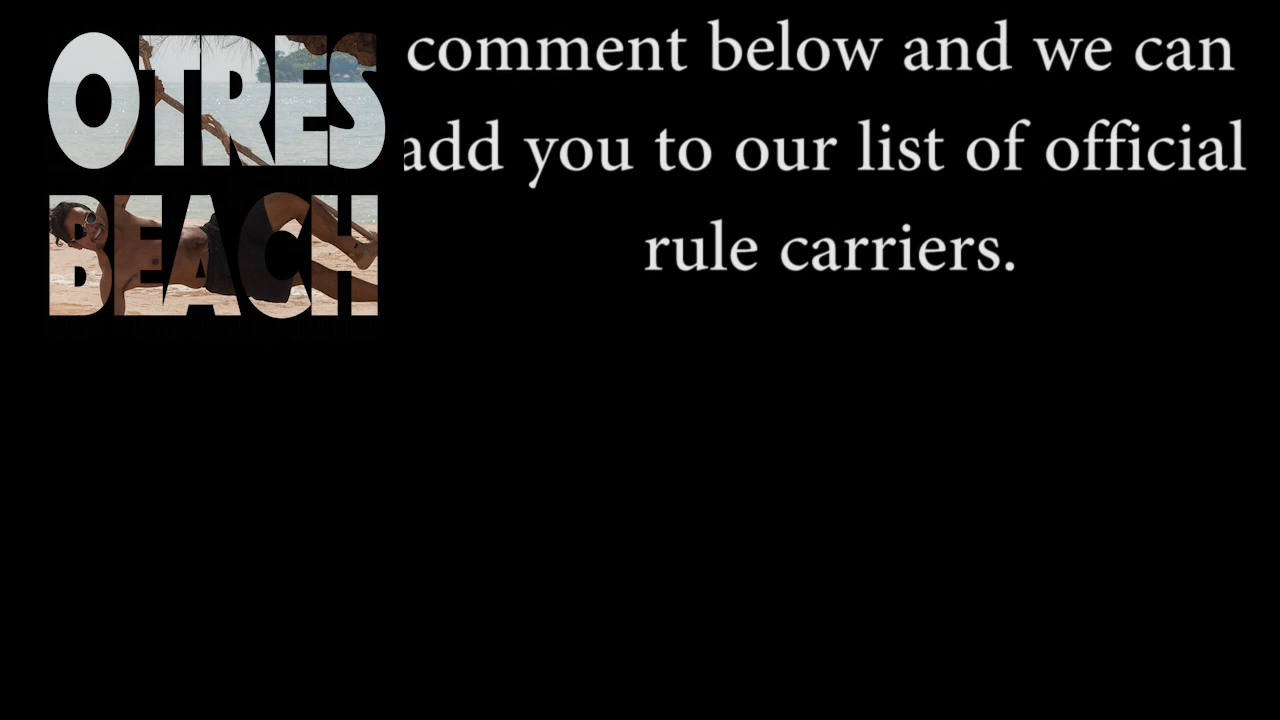 OTRES
BEACH
comment below and we can
add you to our list of official
rule carriers.